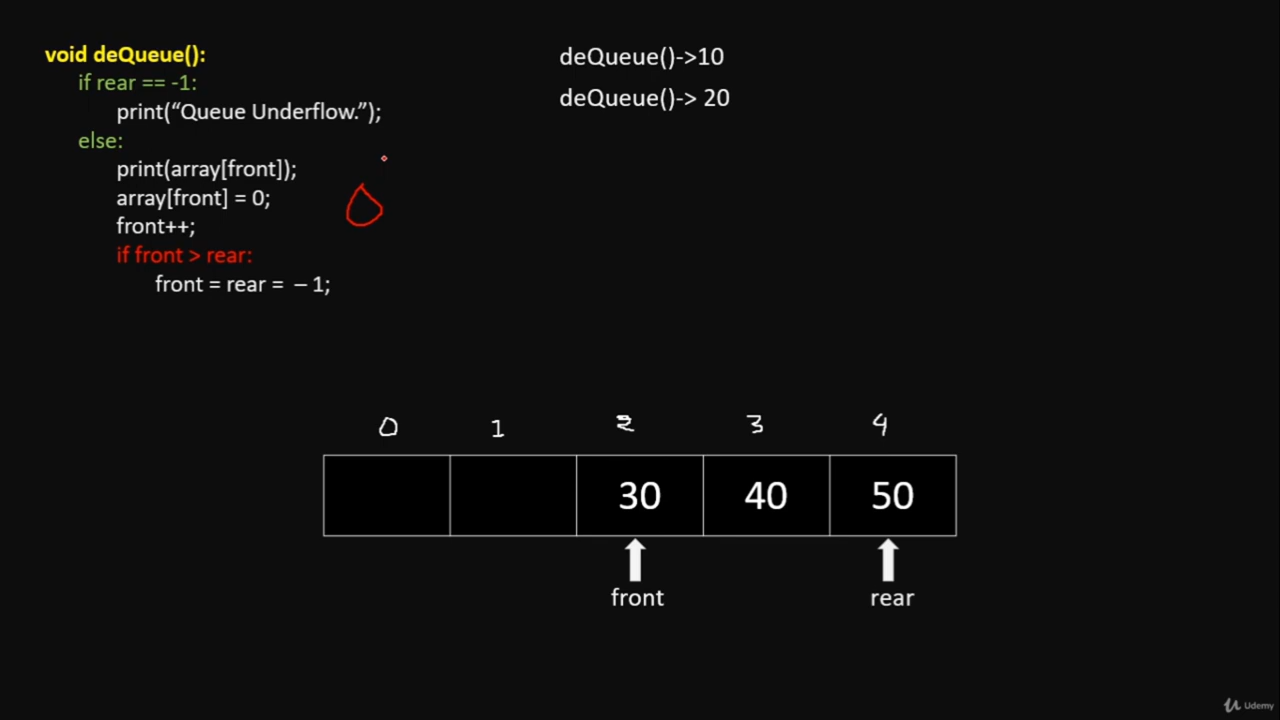 void deQueue():
if rear == -1:
print(“Queue Underflow.”);
else:
print(array[front]);
array[front] = 0;
front++;
if front > rear:
front = rear = – 1;
deQueue()->10
deQueue()-> 20
0 1 2 3 4
30 40 50
front rear
Udemy